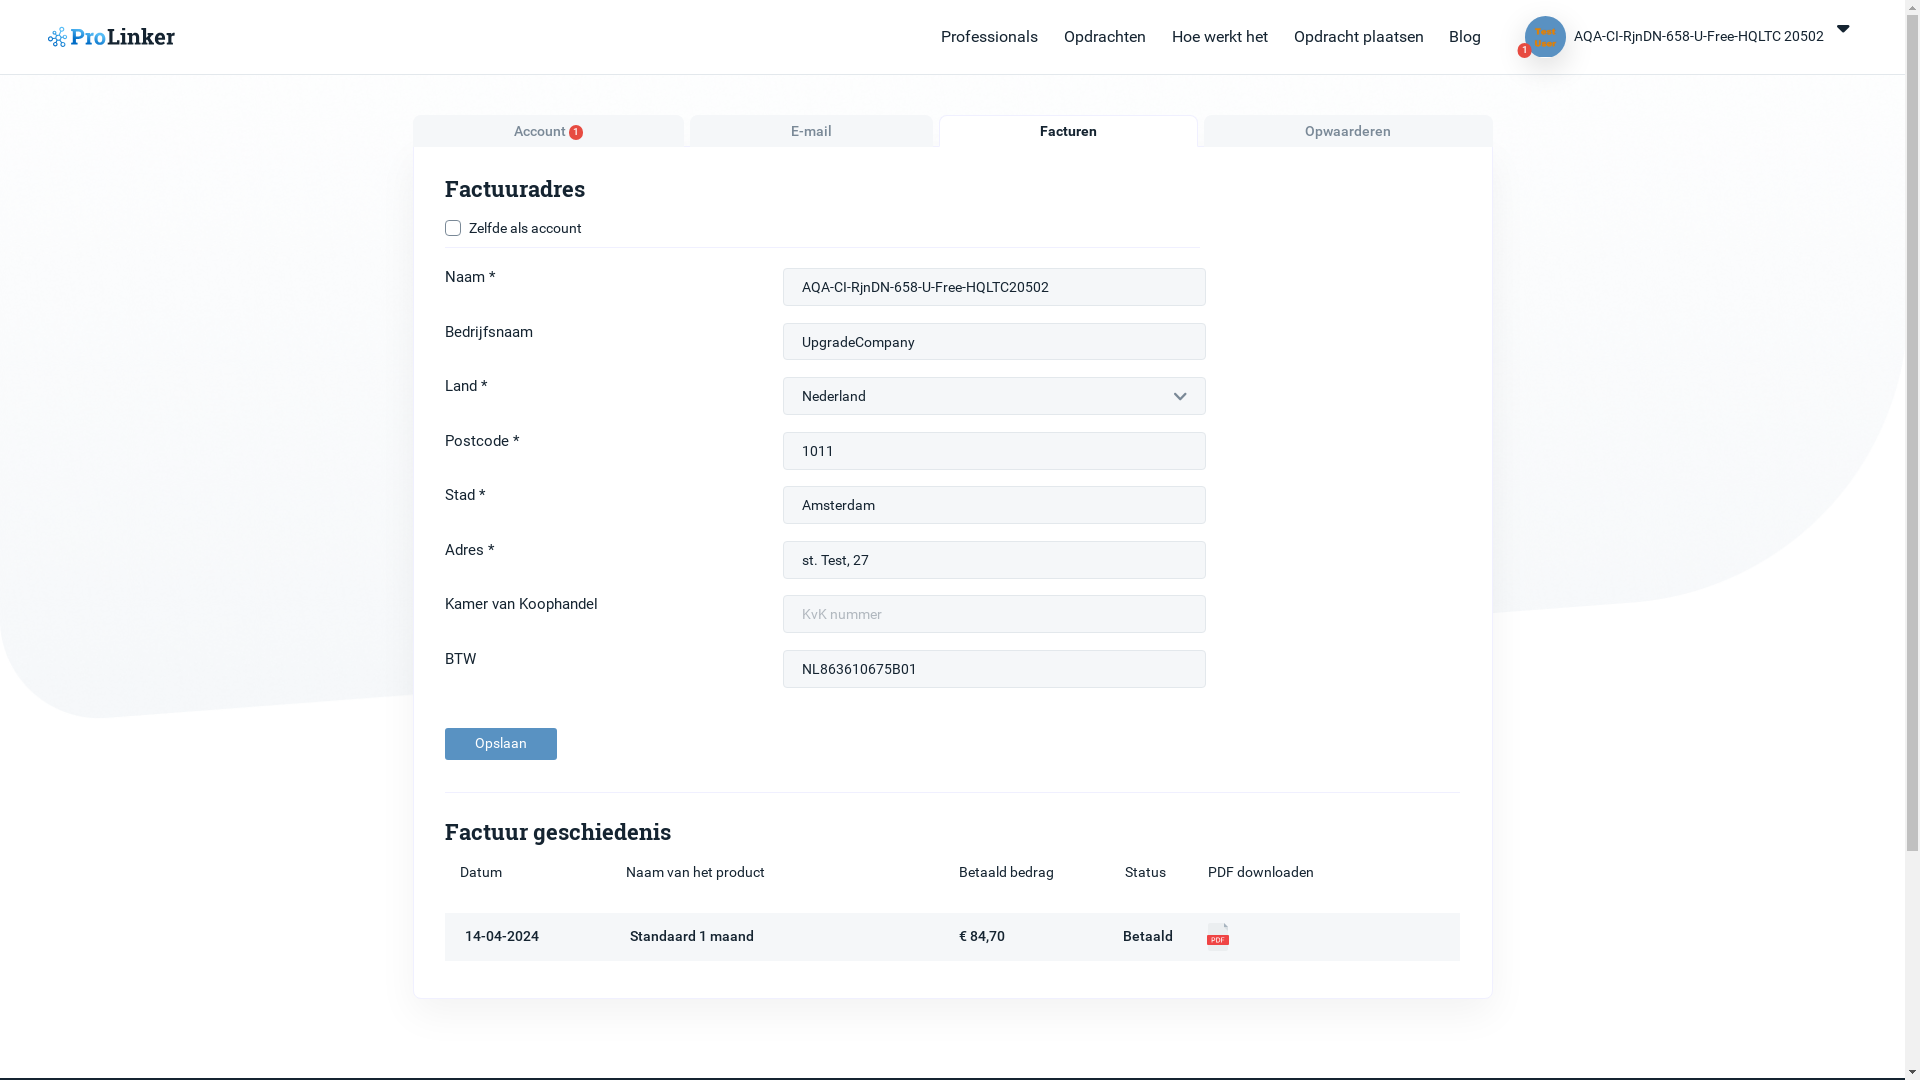 ProLinker
Professionals Opdrachten Hoe werkt het Opdracht plaatsen Blog
1
Test
User
AQA-CI-RjnDN-658-U-Free-HQLTC 20502
Account 1
E-mail
Facturen
Opwaarderen
Factuuradres
Zelfde als account
Naam *
AQA-CI-RjnDN-658-U-Free-HQLTC20502
Bedrijfsnaam
UpgradeCompany
Land *
Nederland
Postcode *
1011
Stad *
Amsterdam
Adres *
st. Test, 27
Kamer van Koophandel
KvK nummer
BTW
NL863610675B01
Opslaan
Factuur geschiedenis
Datum Naam van het product Betaald bedrag Status PDF downloaden
14-04-2024 Standaard 1 maand € 84,70 Betaald PDF